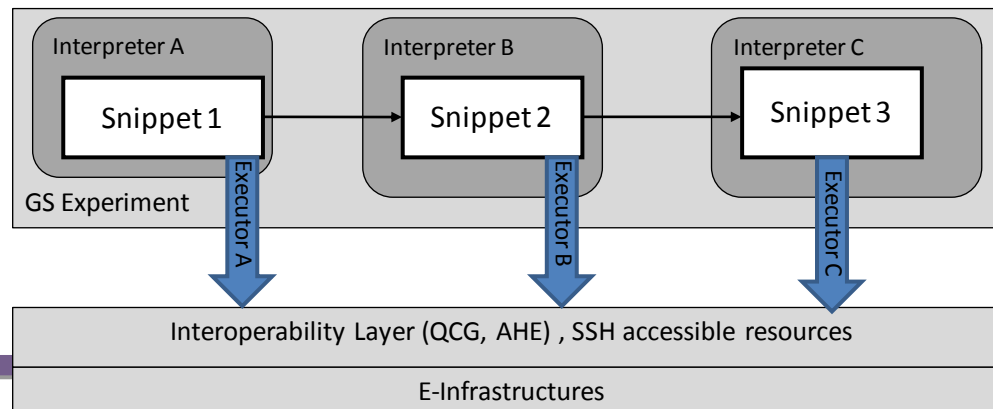 Interpreter A
Interpreter B
Interpreter C
Snippet 1
Snippet 2
Snippet 3
Executor A
Executor B
Executor C
GS Experiment
Interoperability Layer (QCG, AHE) , SSH accessible resources
E-Infrastructures